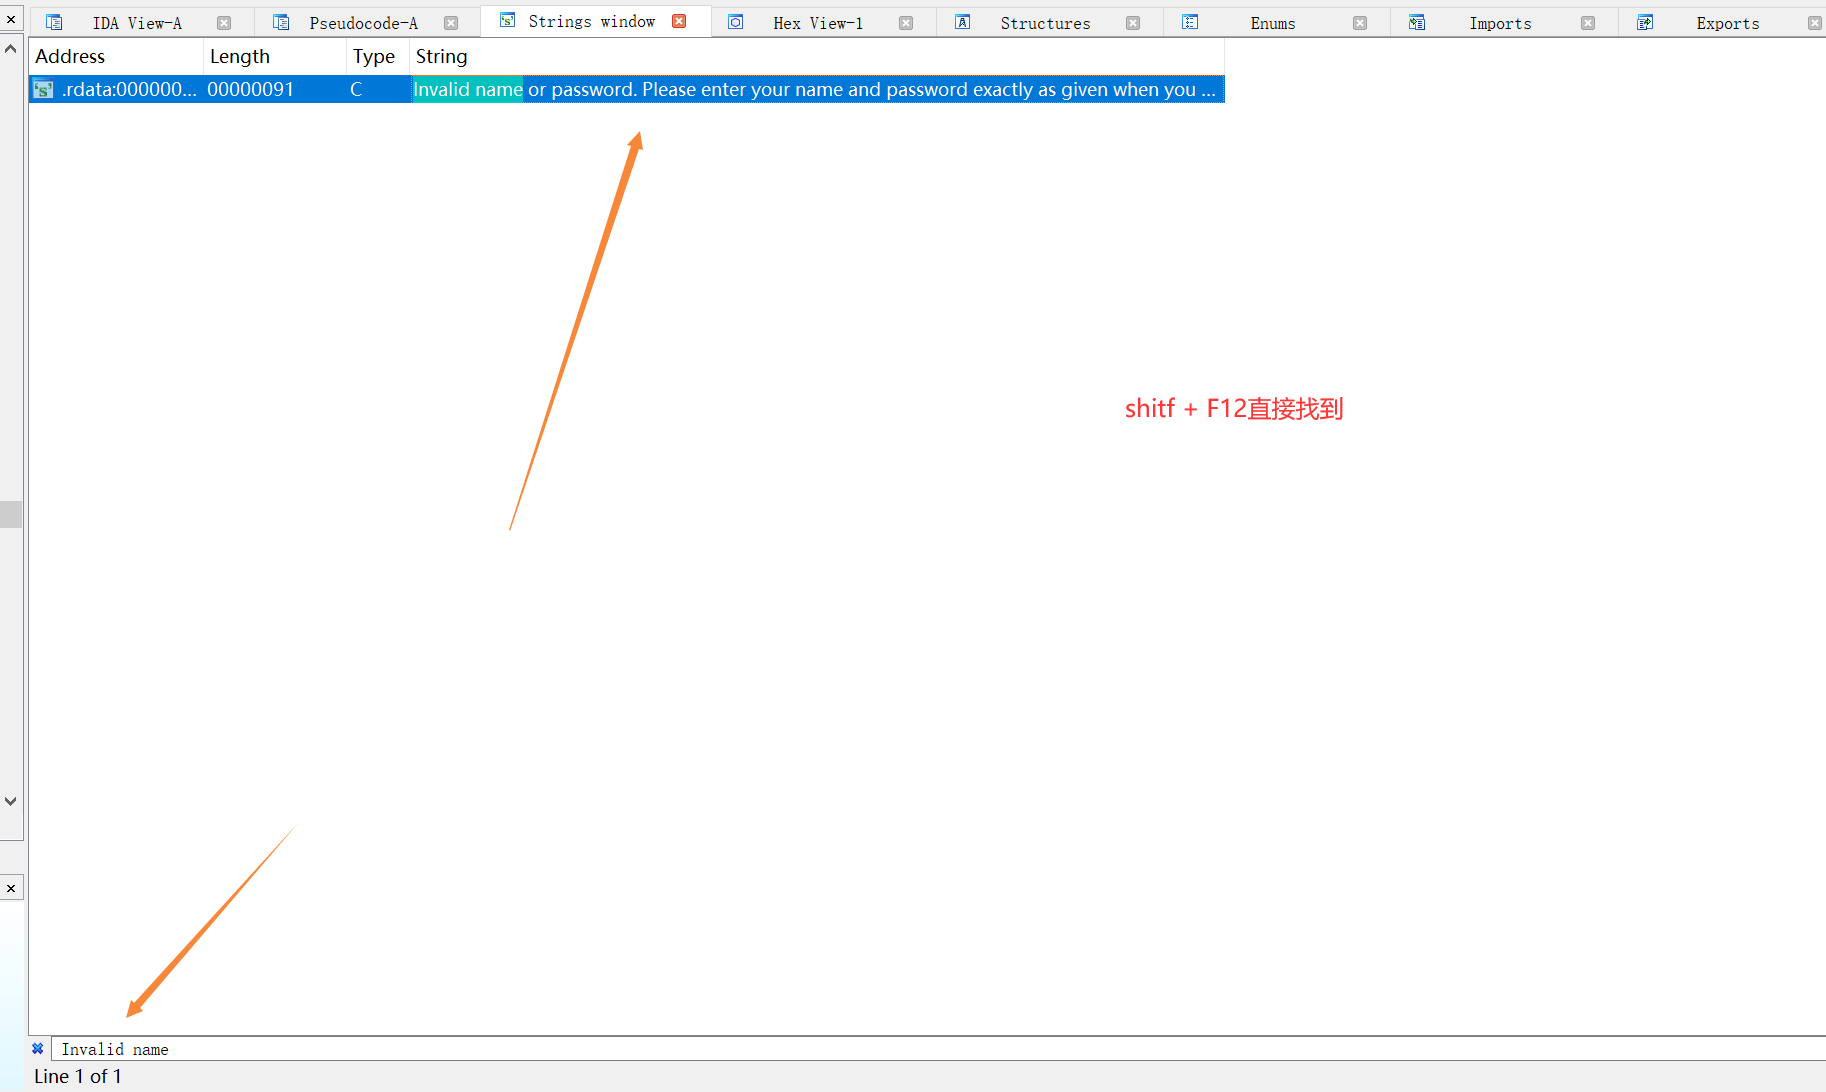 IDA View-A
Pseudocode-A
Strings window
Hex View-1
Structures
Enums
Imports
Exports
Address Length Type String
.rdata:000000... 00000091 C Invalid name or password. Please enter your name and password exactly as given when you ...
shitf + F12直接找到
Invalid name
Line 1 of 1